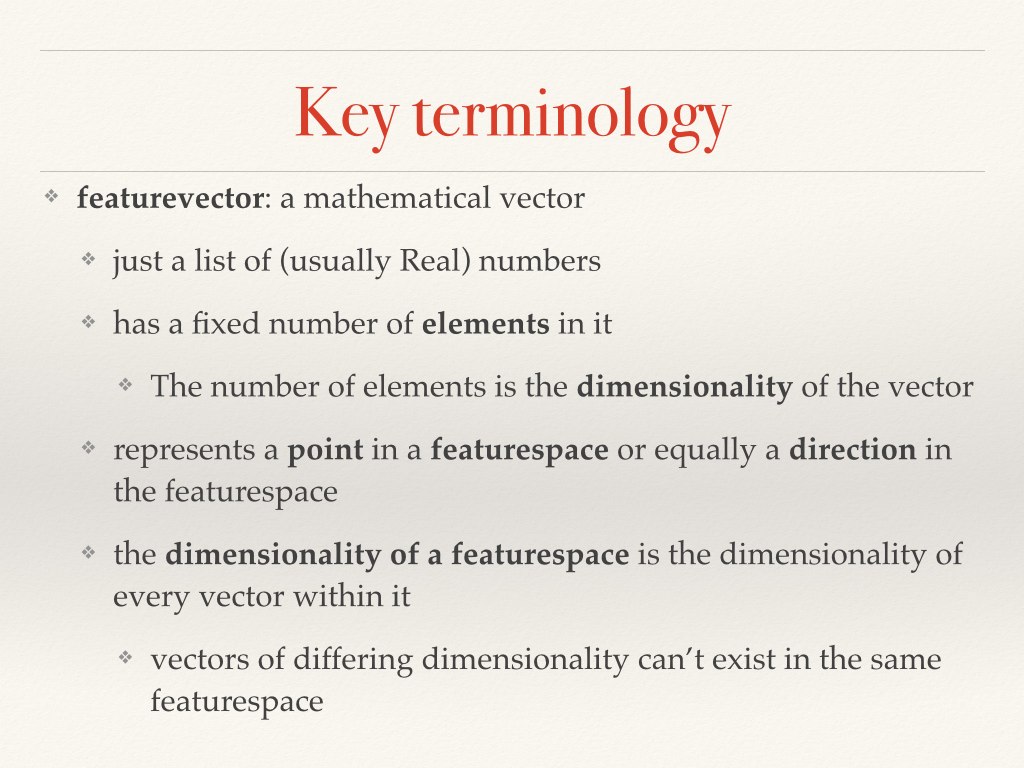 Key terminology
❖ featurevector: a mathematical vector
❖ just a list of (usually Real) numbers
❖ has a fixed number of elements in it
❖ The number of elements is the dimensionality of the vector
❖ represents a point in a featurespace or equally a direction in
the featurespace
❖ the dimensionality of a featurespace is the dimensionality of
every vector within it
❖ vectors of differing dimensionality can’t exist in the same
featurespace